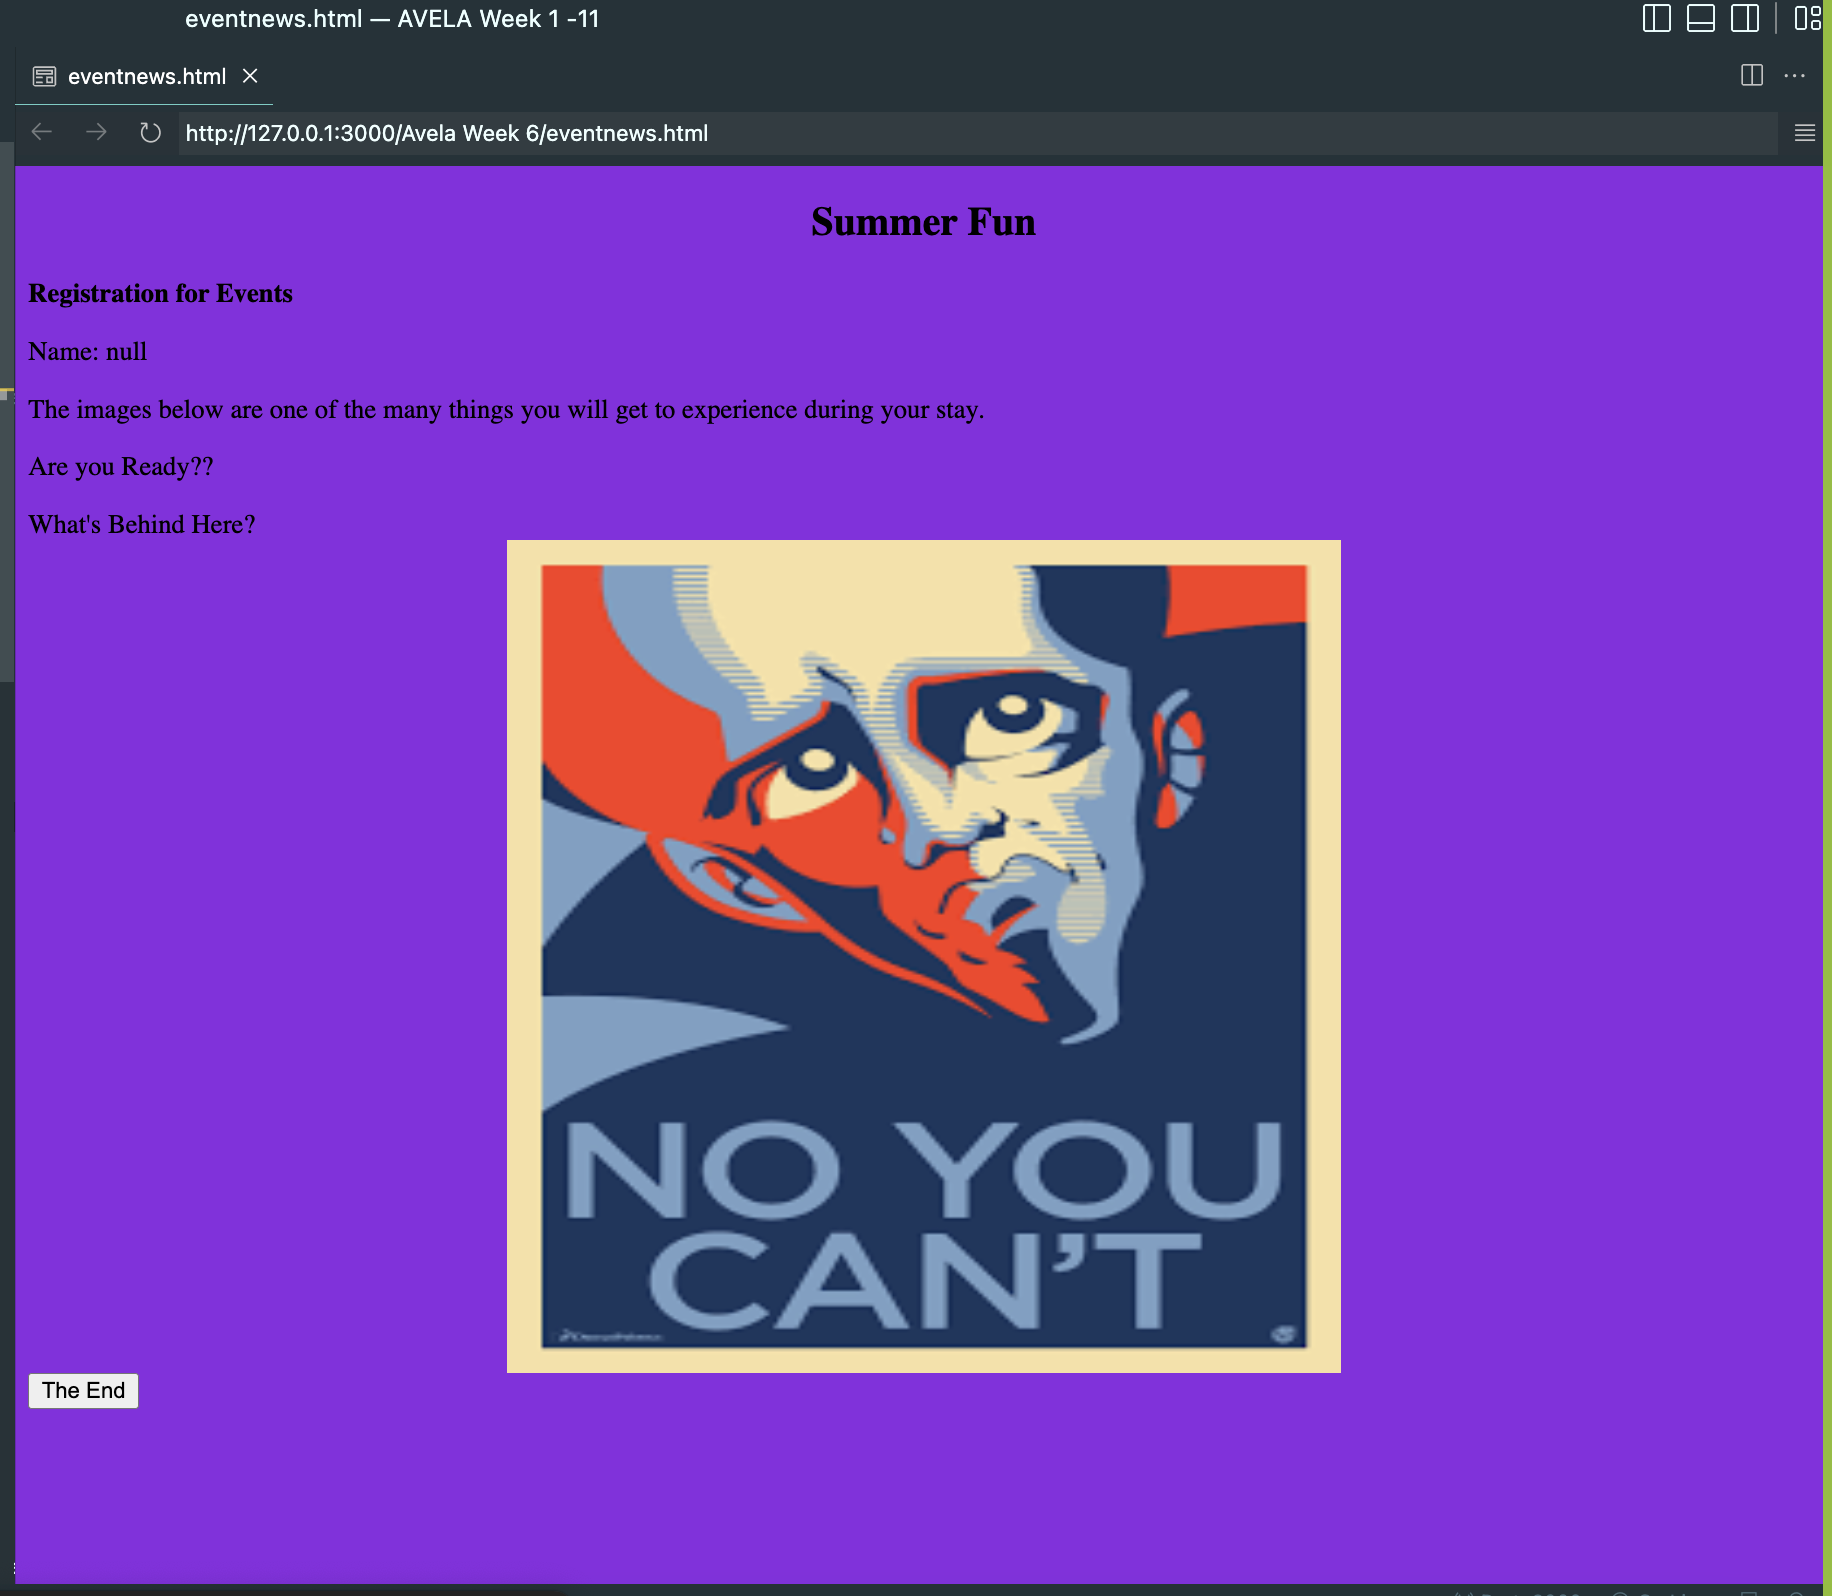 eventnews.html — AVELA Week 1 -11
eventnews.html
http://127.0.0.1:3000/Avela Week 6/eventnews.html
Summer Fun
Registration for Events
Name: null
The images below are one of the many things you will get to experience during your stay.
Are you Ready??
What's Behind Here?
NO YOU
CAN'T
The End